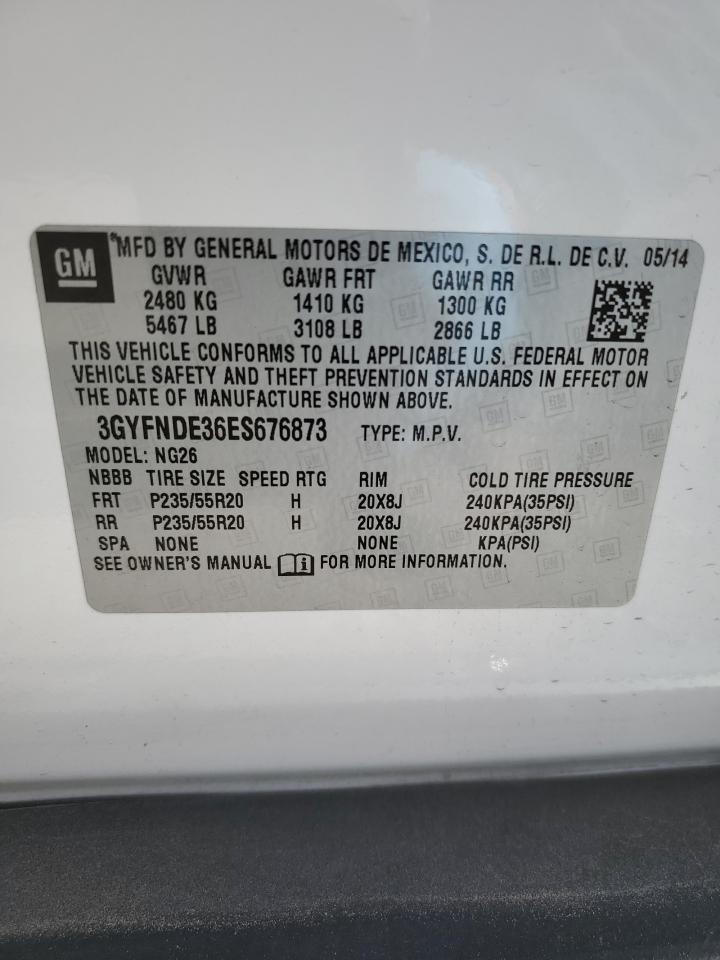 GM
MFD BY GENERAL MOTORS DE MEXICO, S. DE R.L. DE C.V. 05/14
GVWR GAWR FRT GAWR RR
2480 KG 1410 KG 1300 KG
5467 LB 3108 LB 2866 LB
THIS VEHICLE CONFORMS TO ALL APPLICABLE U.S. FEDERAL MOTOR
VEHICLE SAFETY AND THEFT PREVENTION STANDARDS IN EFFECT ON
THE DATE OF MANUFACTURE SHOWN ABOVE.
3GYFNDE36ES676873 TYPE: M.P.V.
MODEL: NG26
NBBB TIRE SIZE SPEED RTG RIM COLD TIRE PRESSURE
FRT P235/55R20 H 20X8J 240KPA(35PSI)
RR P235/55R20 H 20X8J 240KPA(35PSI)
SPA NONE NONE KPA(PSI)
SEE OWNER'S MANUAL i FOR MORE INFORMATION.